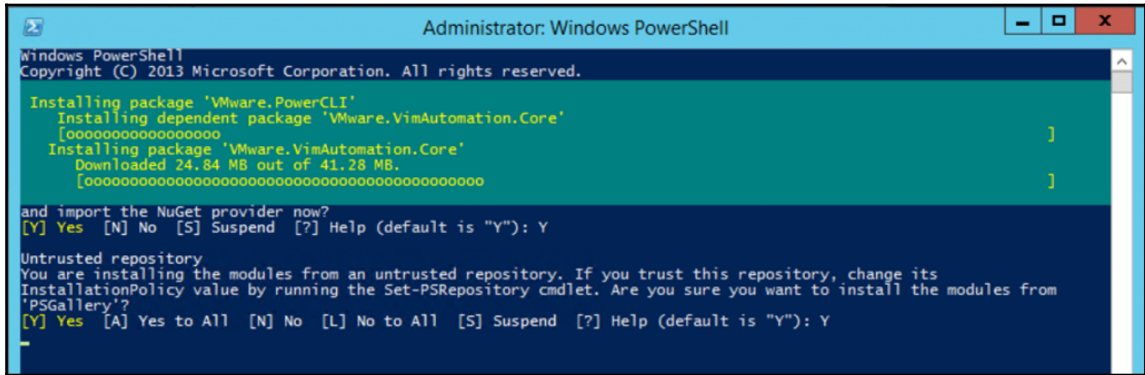 Administrator: Windows PowerShell
Windows PowerShell
Copyright (C) 2013 Microsoft Corporation. All rights reserved.
Installing package 'VMware.PowerCLI'
Installing dependent package 'VMware.VimAutomation.Core'
[ooooooooooooooooo ]
Installing package 'VMware.VimAutomation.Core'
Downloaded 24.84 MB out of 41.28 MB.
[ooooooooooooooooooooooooooooooooooooooooooooo ]
and import the NuGet provider now?
[Y] Yes [N] No [S] Suspend [?] Help (default is "Y"): Y
Untrusted repository
You are installing the modules from an untrusted repository. If you trust this repository, change its
InstallationPolicy value by running the Set-PSRepository cmdlet. Are you sure you want to install the modules from
'PSGallery'?
[Y] Yes [A] Yes to All [N] No [L] No to All [S] Suspend [?] Help (default is "Y"): Y